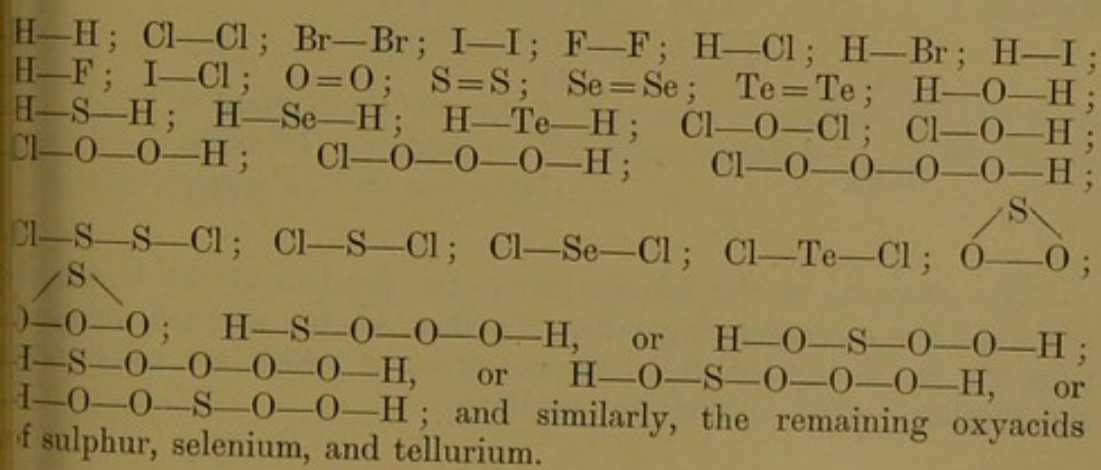 H—H; Cl—Cl; Br—Br; I—I; F—F; H—Cl; H—Br; H—I;
H—F; I—Cl; O=O; S=S; Se=Se; Te=Te; H—O—H;
H—S—H; H—Se—H; H—Te—H; Cl—O—Cl; Cl—O—H;
Cl—O—O—H; Cl—O—O—O—H; Cl—O—O—O—O—H;
S
Cl—S—S—Cl; Cl—S—Cl; Cl—Se—Cl; Cl—Te—Cl; O—O;
S
O—O—O; H—S—O—O—O—H, or H—O—S—O—O—H;
H—S—O—O—O—O—H, or H—O—S—O—O—O—H, or
H—O—O—S—O—O—H; and similarly, the remaining oxyacids
of sulphur, selenium, and tellurium.